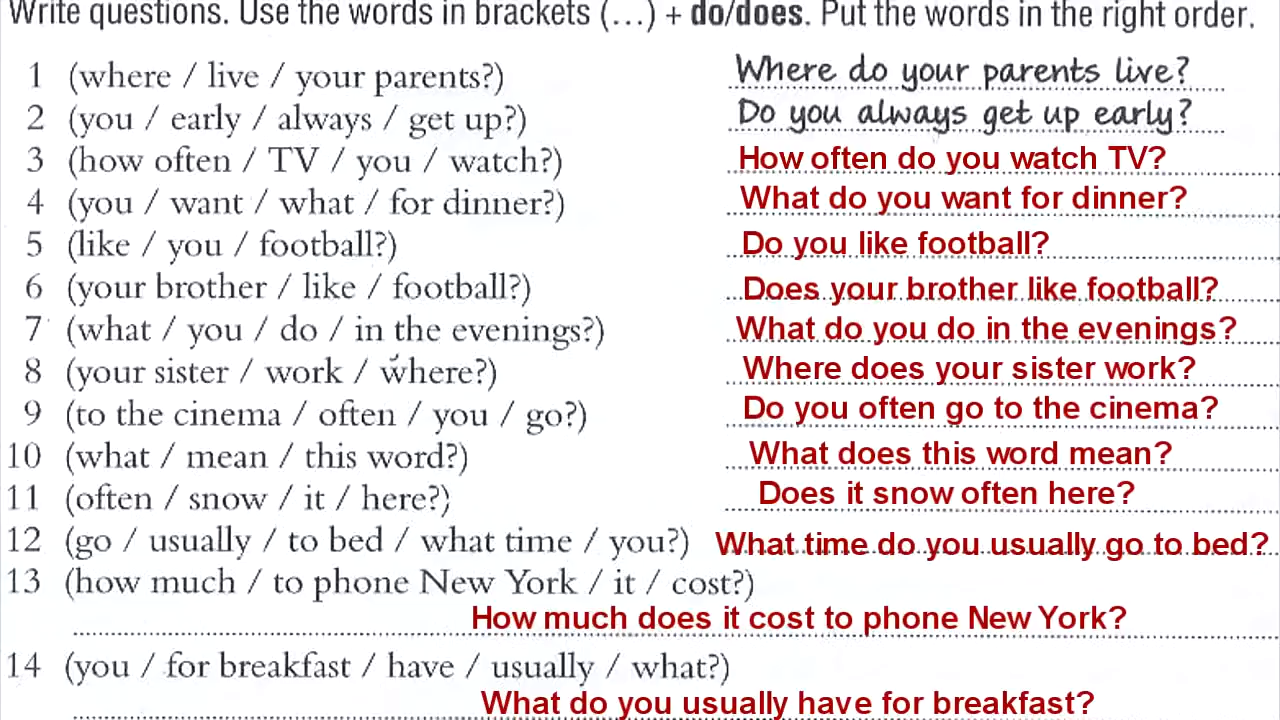 Write questions. Use the words in brackets (…) + do/does. Put the words in the right order.
1 (where / live / your parents?) Where do your parents live?
2 (you / early / always / get up?) Do you always get up early?
3 (how often / TV / you / watch?) How often do you watch TV?
4 (you / want / what / for dinner?) What do you want for dinner?
5 (like / you / football?) Do you like football?
6 (your brother / like / football?) Does your brother like football?
7 (what / you / do / in the evenings?) What do you do in the evenings?
8 (your sister / work / where?) Where does your sister work?
9 (to the cinema / often / you / go?) Do you often go to the cinema?
10 (what / mean / this word?) What does this word mean?
11 (often / snow / it / here?) Does it snow often here?
12 (go / usually / to bed / what time / you?) What time do you usually go to bed?
13 (how much / to phone New York / it / cost?)
How much does it cost to phone New York?
14 (you / for breakfast / have / usually / what?)
What do you usually have for breakfast?